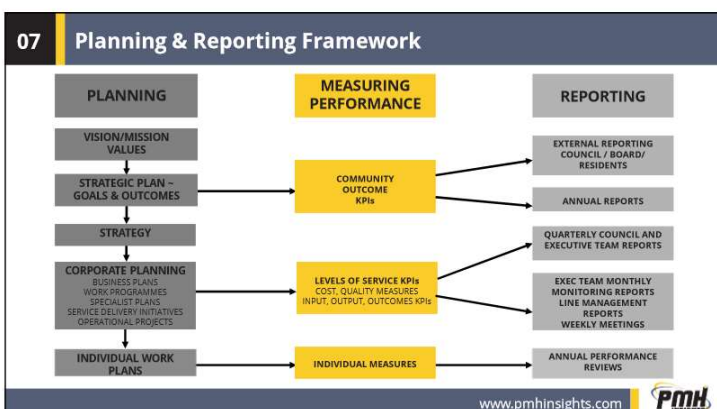 07
Planning & Reporting Framework
PLANNING
VISION/MISSION
VALUES
STRATEGIC PLAN –
GOALS & OUTCOMES
STRATEGY
CORPORATE PLANNING
BUSINESS PLANS
WORK PROGRAMMES
SPECIALIST PLANS
SERVICE DELIVERY INITIATIVES
OPERATIONAL PROJECTS
INDIVIDUAL WORK
PLANS
MEASURING
PERFORMANCE
COMMUNITY
OUTCOME
KPIs
LEVELS OF SERVICE KPIs
COST, QUALITY MEASURES
INPUT, OUTPUT, OUTCOMES KPIs
INDIVIDUAL MEASURES
REPORTING
EXTERNAL REPORTING
COUNCIL / BOARD/
RESIDENTS
ANNUAL REPORTS
QUARTERLY COUNCIL AND
EXECUTIVE TEAM REPORTS
EXEC TEAM MONTHLY
MONITORING REPORTS
LINE MANAGEMENT
REPORTS
WEEKLY MEETINGS
ANNUAL PERFORMANCE
REVIEWS
www.pmhinsights.com
PMH